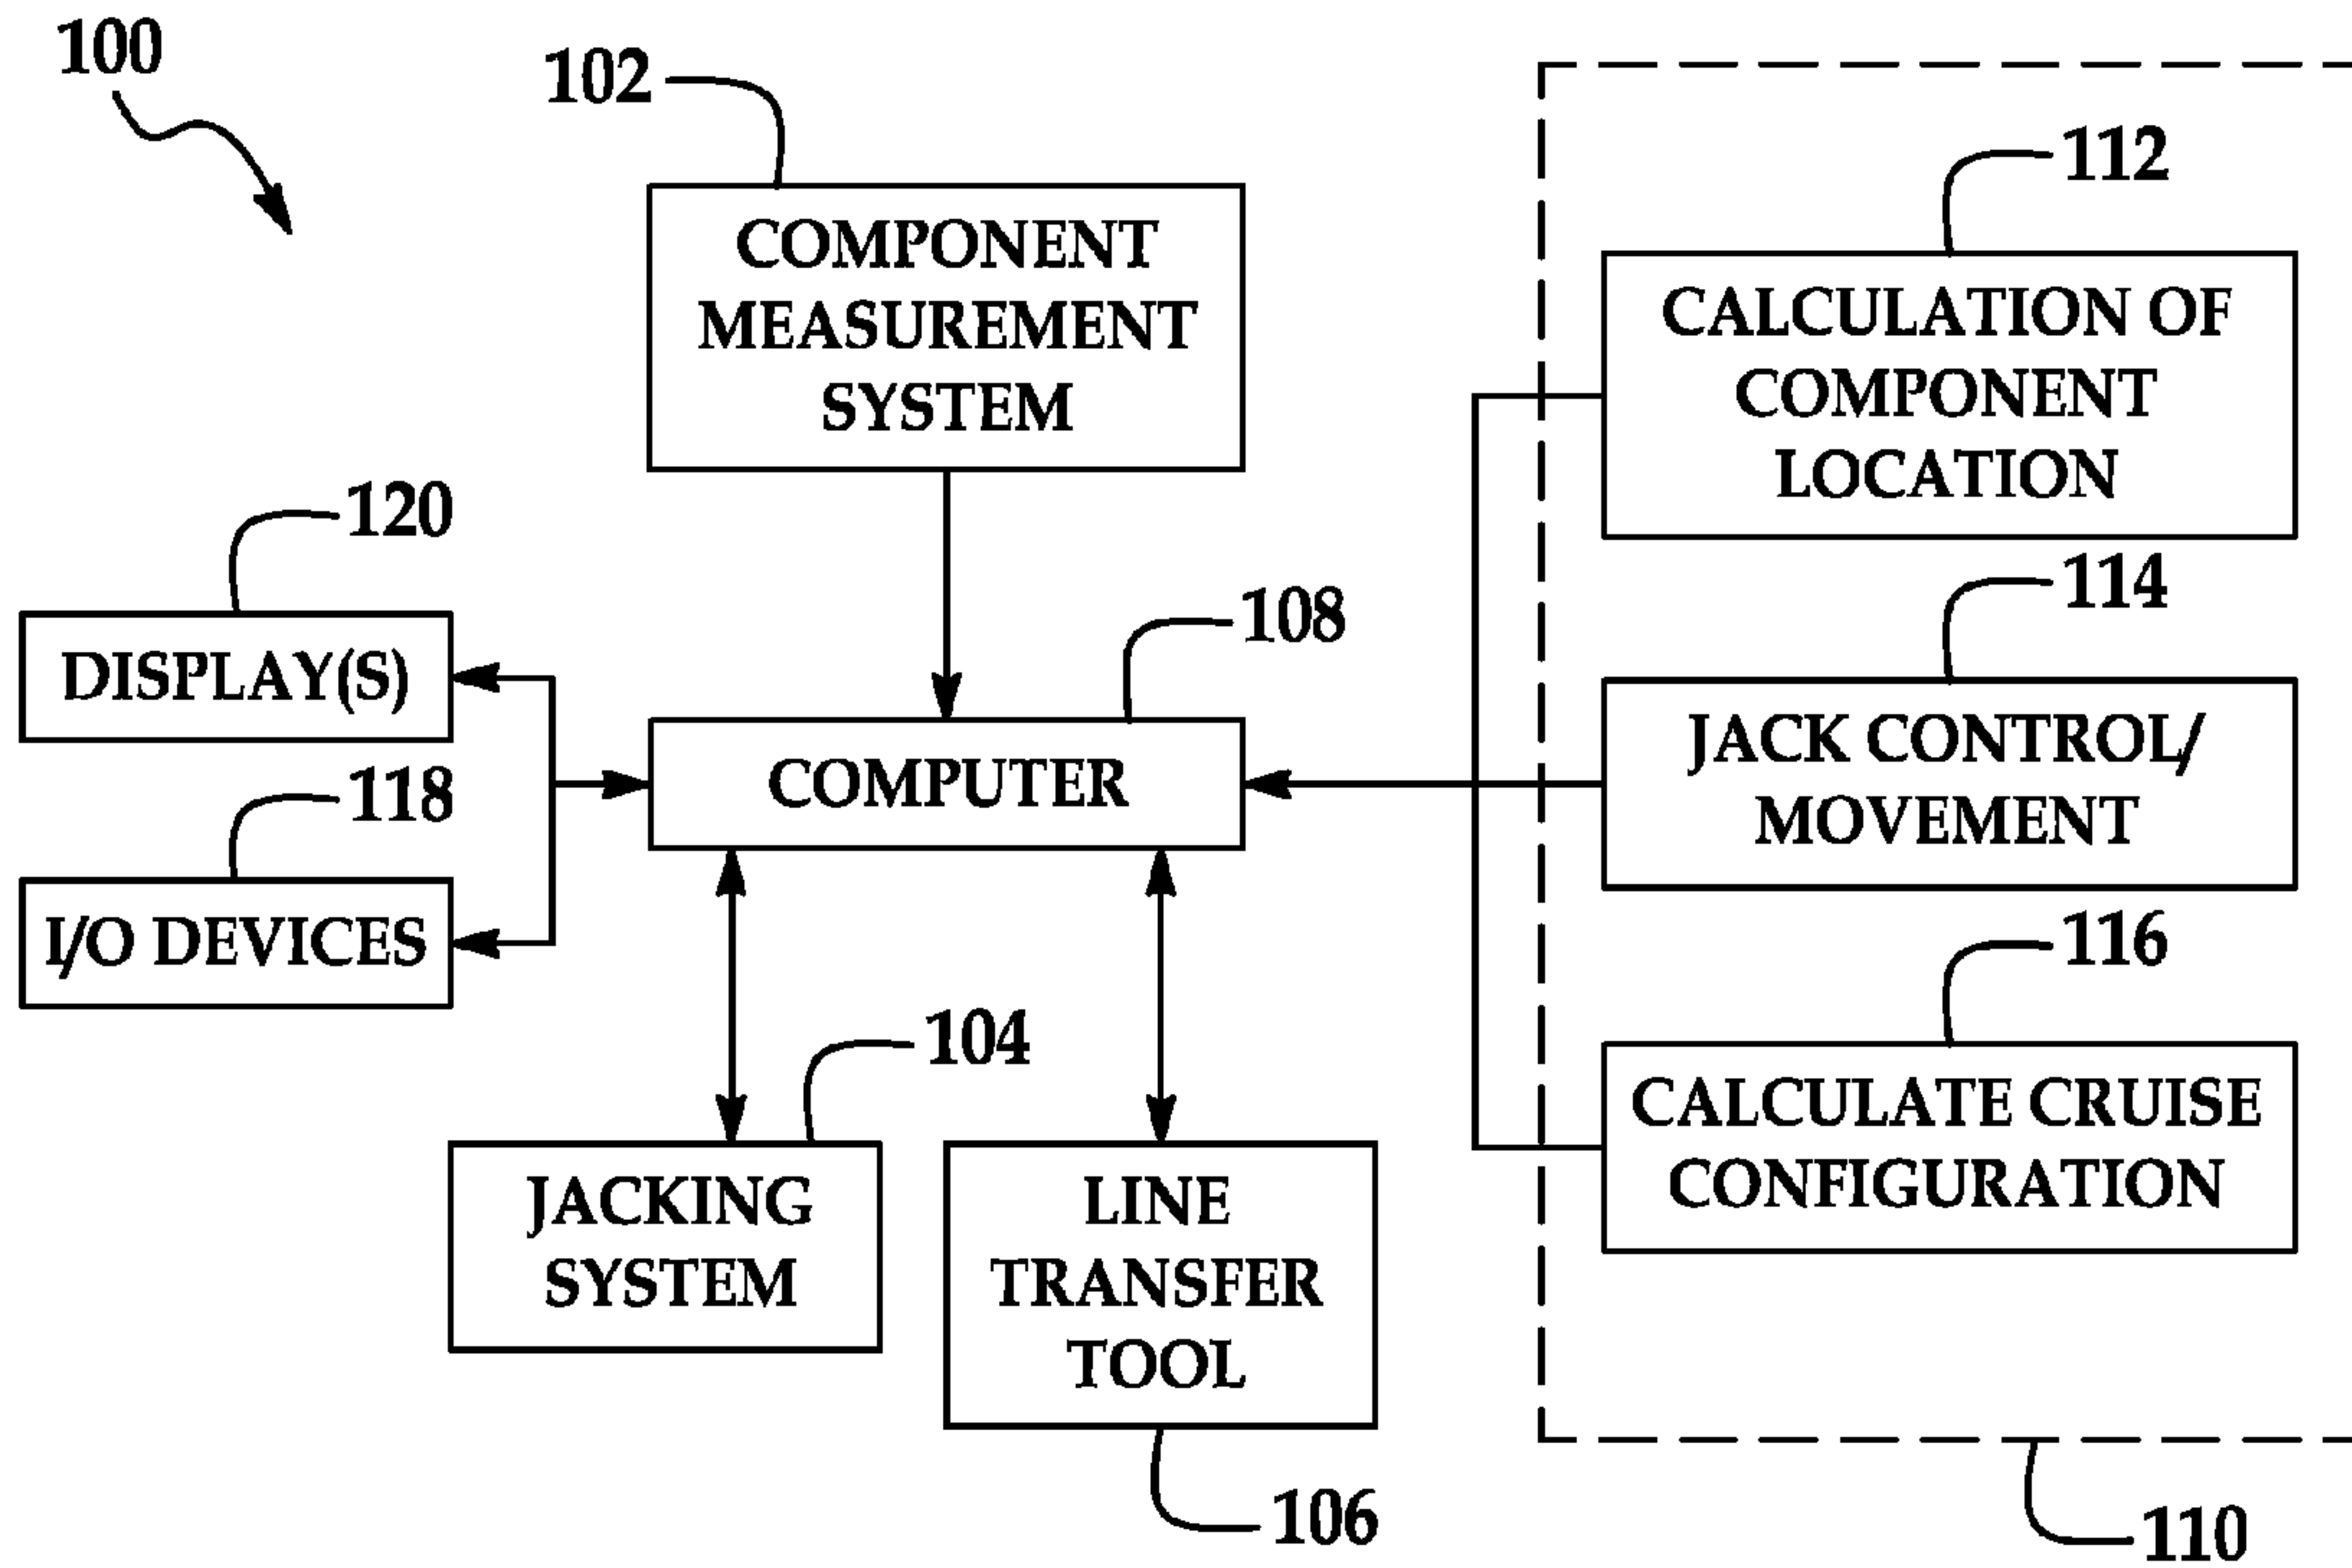 100
102
COMPONENT
MEASUREMENT
SYSTEM
112
CALCULATION OF
COMPONENT
LOCATION
120
DISPLAY(S)
108
COMPUTER
114
JACK CONTROL/
MOVEMENT
118
I/O DEVICES
104
JACKING
SYSTEM
LINE
TRANSFER
TOOL
106
116
CALCULATE CRUISE
CONFIGURATION
110